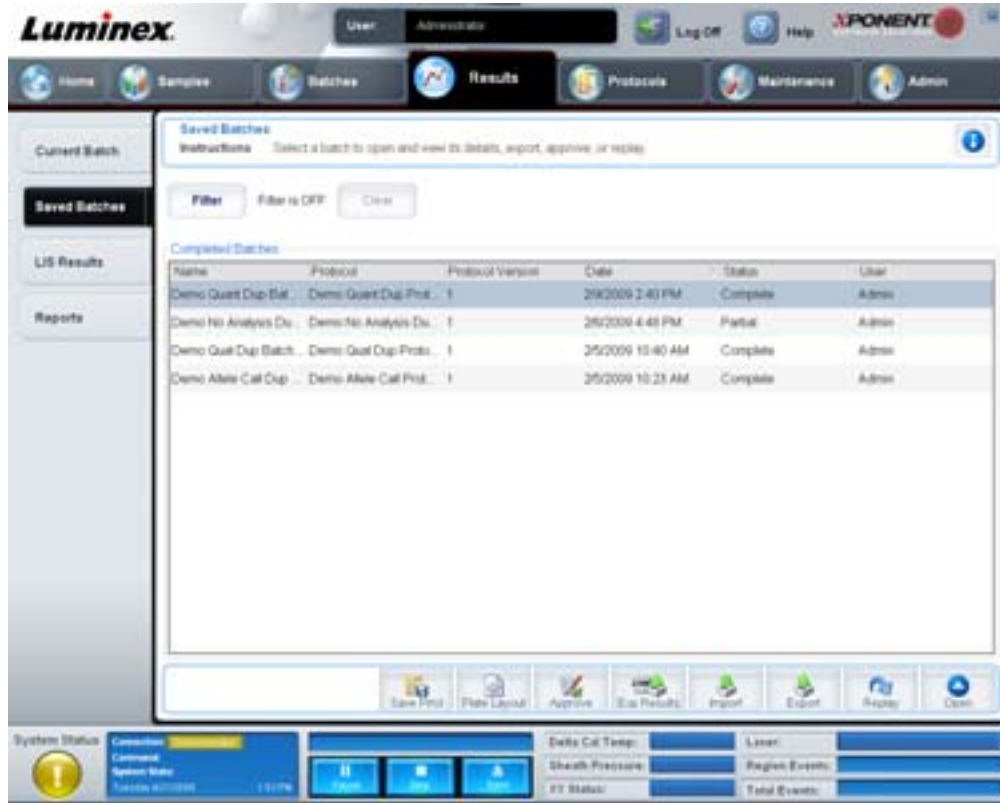 Luminex
User Administrator
Log Off
Help
XPONENT
Home
Samples
Batches
Results
Protocols
Maintenance
Admin
Current Batch
Saved Batches
LIS Results
Reports
Saved Batches
Instructions Select a batch to open and view its details, export, approve, or replay.
Filter Filter is OFF Clear
Completed Batches
Name Protocol Protocol Version Date Status User
Demo Quant Dup Bat... Demo Quant Dup Prot... 1 2/9/2009 2:40 PM Complete Admin
Demo No Analysis Du... Demo No Analysis Du... 1 2/6/2009 4:48 PM Partial Admin
Demo Qual Dup Batch... Demo Qual Dup Proto... 1 2/5/2009 10:40 AM Complete Admin
Demo Allele Call Dup ... Demo Allele Call Prot... 1 2/5/2009 10:23 AM Complete Admin
Save Prtcl
Plate Layout
Approve
Exp Results
Import
Export
Replay
Open
System Status
Connection:
Command:
System State:
Tuesday
Pause
Stop
Eject
Delta Cal Temp:
Sheath Pressure:
XY Status:
Laser:
Region Events:
Total Events: